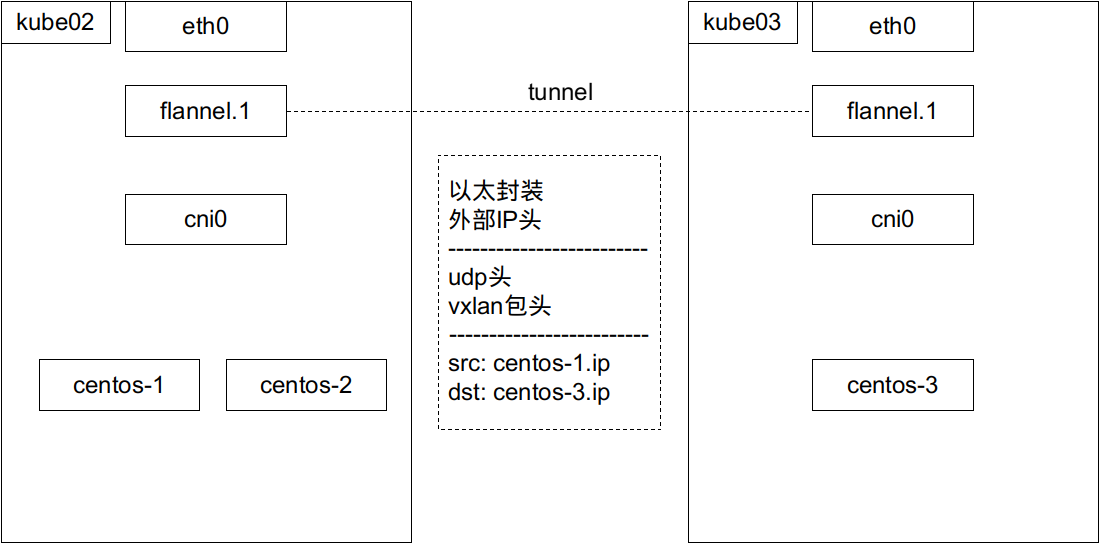 kube02
eth0
flannel.1
cni0
centos-1
centos-2
tunnel
以太封装
外部IP头
-------------------------
udp头
vxlan包头
-------------------------
src: centos-1.ip
dst: centos-3.ip
kube03
eth0
flannel.1
cni0
centos-3